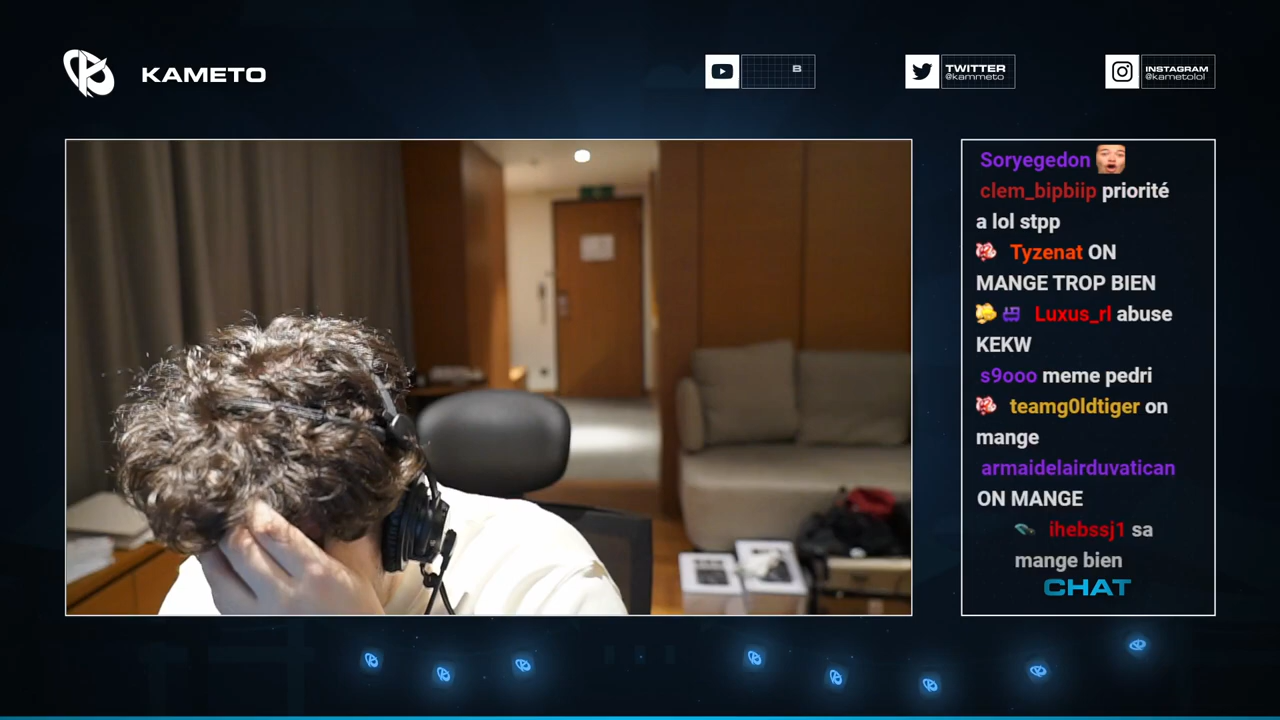 KAMETO
B
TWITTER
@kammeto
INSTAGRAM
@kametolol
Soryegedon
clem_bipbiip priorité
a lol stpp
Tyzenat ON
MANGE TROP BIEN
Luxus_rl abuse
KEKW
s9ooo meme pedri
teamg0ldtiger on
mange
armaidelairduvatican
ON MANGE
ihebssj1 sa
mange bien
CHAT